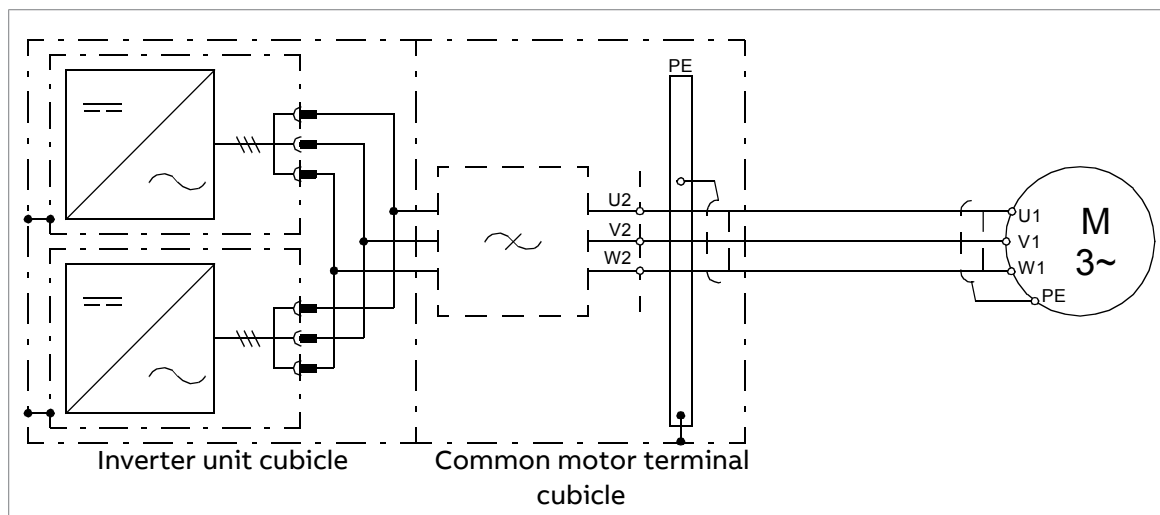 PE
U2
V2
W2
U1
V1
W1
PE
M
3~
Inverter unit cubicle
Common motor terminal
cubicle